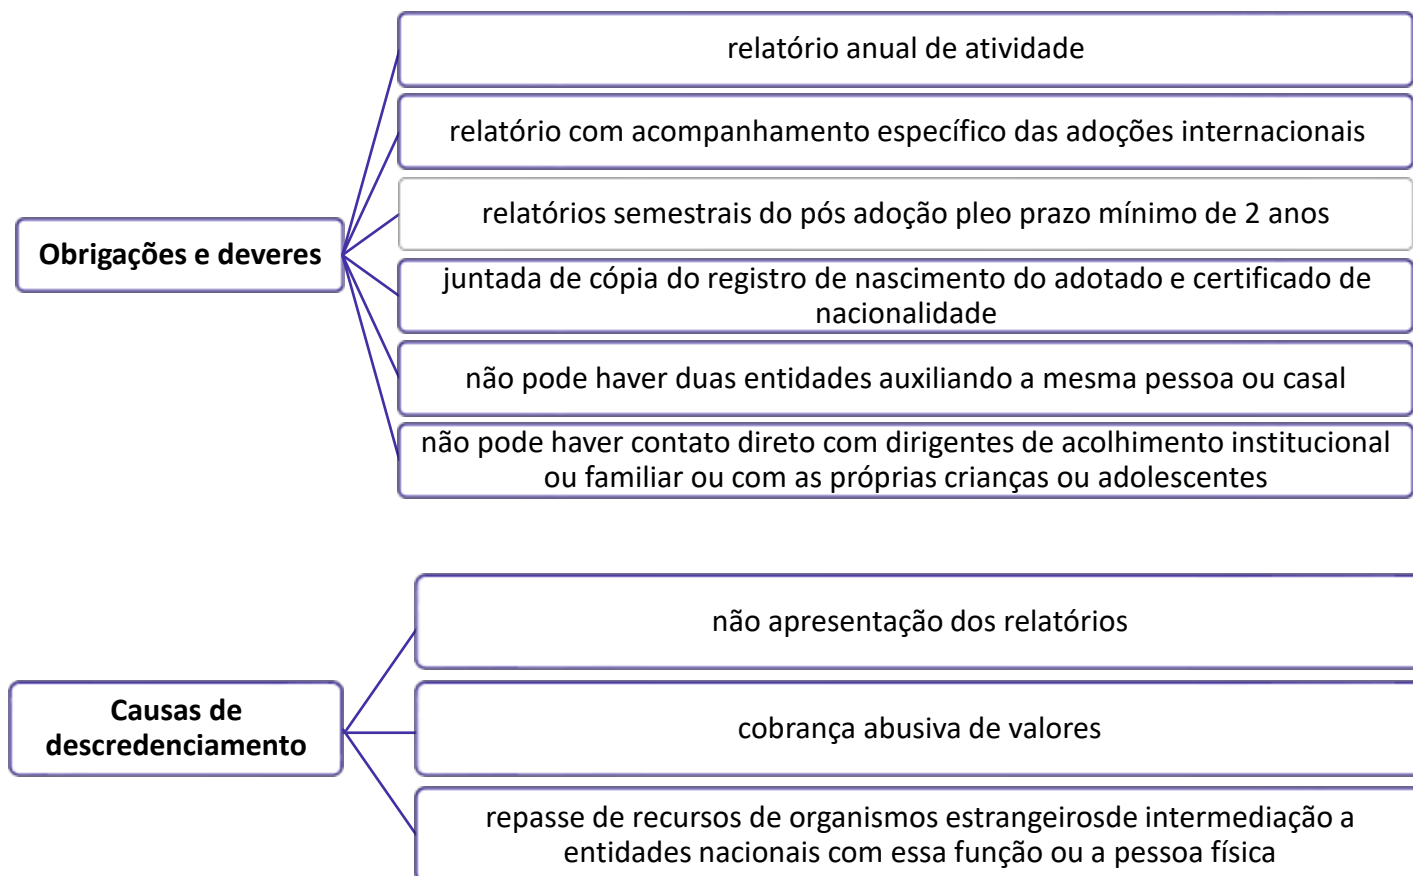 relatório anual de atividade
relatório com acompanhamento específico das adoções internacionais
relatórios semestrais do pós adoção pleo prazo mínimo de 2 anos
Obrigações e deveres
juntada de cópia do registro de nascimento do adotado e certificado de
nacionalidade
não pode haver duas entidades auxiliando a mesma pessoa ou casal
não pode haver contato direto com dirigentes de acolhimento institucional
ou familiar ou com as próprias crianças ou adolescentes
não apresentação dos relatórios
Causas de
descredenciamento
cobrança abusiva de valores
repasse de recursos de organismos estrangeirosde intermediação a
entidades nacionais com essa função ou a pessoa física